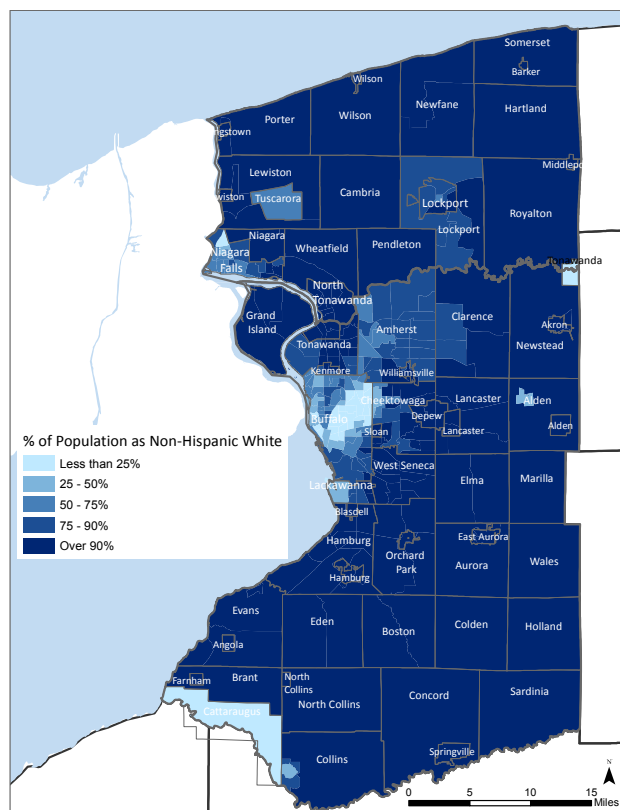 Somerset
Barker
Wilson
Newfane
Hartland
Wilson
Porter
ngstown
Middlepo
Lewiston
Cambria
Tuscarora
wiston
Lockport
Royalton
Lockport
Niagara
Niagara
Falls
Wheatfield
Pendleton
Tonawanda
North
Tonawanda
Grand
Island
Clarence
Amherst
Akron
Newstead
Tonawanda
Kenmore
Williamsville
Cheektowaga
Lancaster
Alden
Buffalo
Depew
Sloan
Lancaster
Alden
% of Population as Non-Hispanic White
Less than 25%
25 - 50%
50 - 75%
75 - 90%
Over 90%
West Seneca
Lackawanna
Elma
Marilla
Blasdell
Hamburg
East Aurora
Orchard
Park
Aurora
Wales
Hamburg
Evans
Eden
Boston
Colden
Holland
Angola
Farnham
Brant
North
Collins
North Collins
Concord
Sardinia
Cattaraugus
Collins
Springville
N
0 5 10 15
Miles